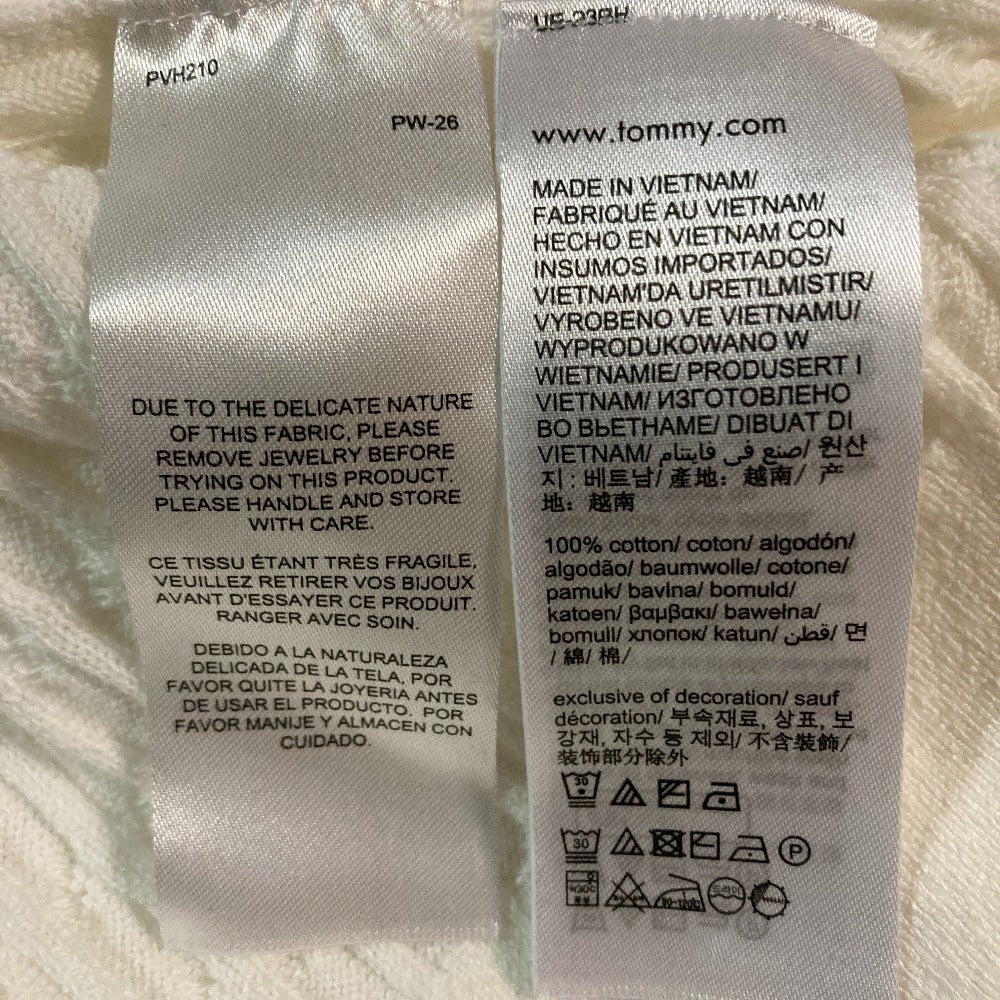 PVH210
PW-26
DUE TO THE DELICATE NATURE
OF THIS FABRIC, PLEASE
REMOVE JEWELRY BEFORE
TRYING ON THIS PRODUCT.
PLEASE HANDLE AND STORE
WITH CARE.
CE TISSU ÉTANT TRÈS FRAGILE,
VEUILLEZ RETIRER VOS BIJOUX
AVANT D'ESSAYER CE PRODUIT.
RANGER AVEC SOIN.
DEBIDO A LA NATURALEZA
DELICADA DE LA TELA, POR
FAVOR QUITE LA JOYERIA ANTES
DE USAR EL PRODUCTO. POR
FAVOR MANIJE Y ALMACEN CON
CUIDADO.
www.tommy.com
MADE IN VIETNAM/
FABRIQUÉ AU VIETNAM/
HECHO EN VIETNAM CON
INSUMOS IMPORTADOS/
VIETNAM'DA URETILMISTIR/
VYROBENO VE VIETNAMU/
WYPRODUKOWANO W
WIETNAMIE/ PRODUSERT I
VIETNAM/ ИЗГОТОВЛЕНО
ВО ВЬЕТНАМЕ/ DIBUAT DI
VIETNAM/ صنع في فايتنام/ 원산
지 : 베트남/ 產地：越南/ 产
地：越南
100% cotton/ coton/ algodón/
algodão/ baumwolle/ cotone/
pamuk/ bavlna/ bomuld/
katoen/ βαμβακι/ bawełna/
bomull/ хлопок/ katun/ قطن/ 면
/ 綿/ 棉/
exclusive of decoration/ sauf
décoration/ 부속재료, 상표, 보
강재, 자수 등 제외/ 不含裝飾/
装饰部分除外
30
30 P
드라이
80-120℃